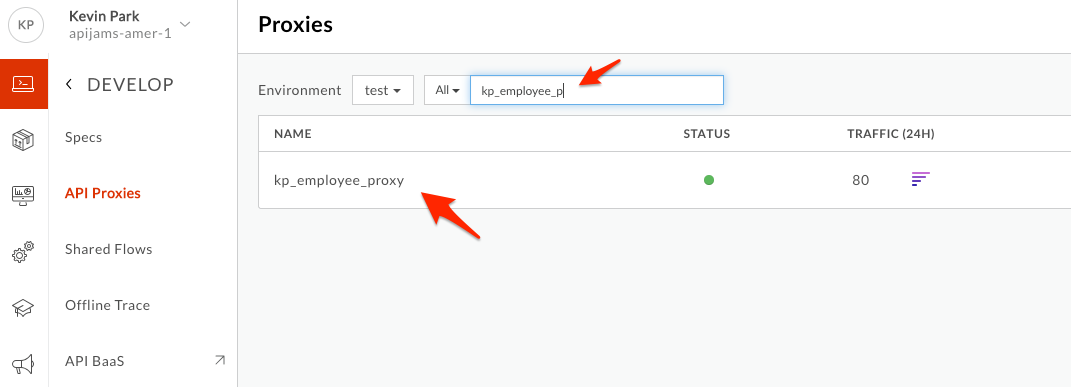 KP
Kevin Park
apijams-amer-1
DEVELOP
Specs
API Proxies
Shared Flows
Offline Trace
API BaaS
Proxies
Environment test All kp_employee_p
NAME STATUS TRAFFIC (24H)
kp_employee_proxy 80